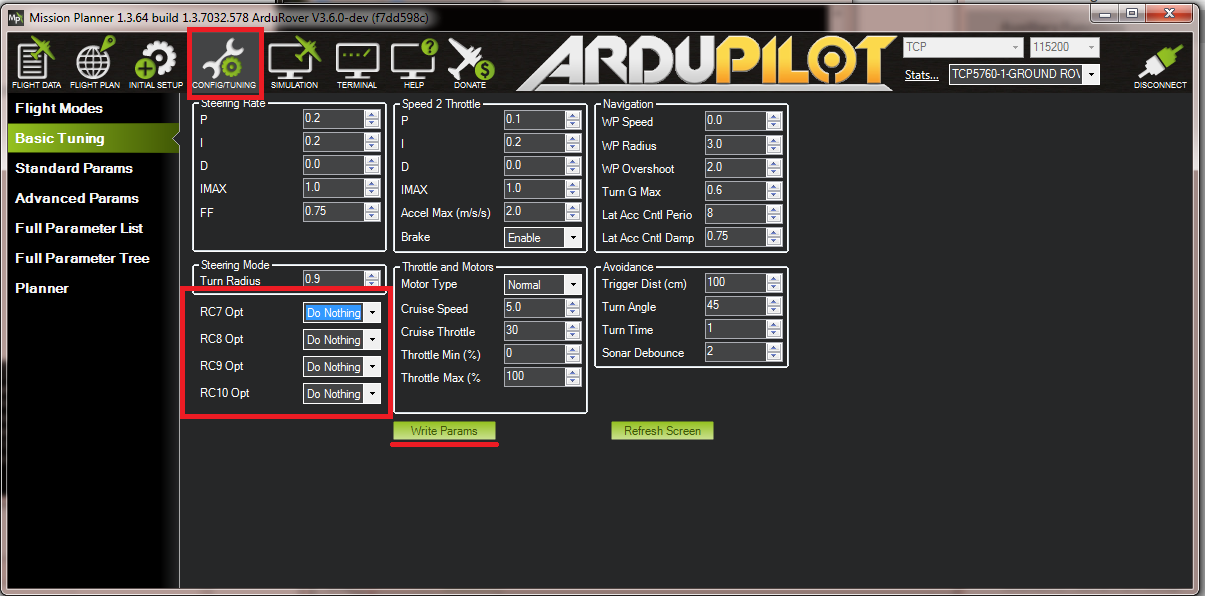 Mission Planner 1.3.64 build 1.3.7032.578 ArduRover V3.6.0-dev (f7dd598c)
FLIGHT DATA
FLIGHT PLAN
INITIAL SETUP
CONFIG/TUNING
SIMULATION
TERMINAL
HELP
DONATE
ARDUPILOT
TCP
115200
Stats...
TCP5760-1-GROUND ROV
DISCONNECT
Flight Modes
Basic Tuning
Standard Params
Advanced Params
Full Parameter List
Full Parameter Tree
Planner
Steering Rate
P 0.2
I 0.2
D 0.0
IMAX 1.0
FF 0.75
Steering Mode
Turn Radius 0.9
RC7 Opt Do Nothing
RC8 Opt Do Nothing
RC9 Opt Do Nothing
RC10 Opt Do Nothing
Speed 2 Throttle
P 0.1
I 0.2
D 0.0
IMAX 1.0
Accel Max (m/s/s) 2.0
Brake Enable
Throttle and Motors
Motor Type Normal
Cruise Speed 5.0
Cruise Throttle 30
Throttle Min (%) 0
Throttle Max (% 100
Navigation
WP Speed 0.0
WP Radius 3.0
WP Overshoot 2.0
Turn G Max 0.6
Lat Acc Cntl Perio 8
Lat Acc Cntl Damp 0.75
Avoidance
Trigger Dist (cm) 100
Turn Angle 45
Turn Time 1
Sonar Debounce 2
Write Params
Refresh Screen